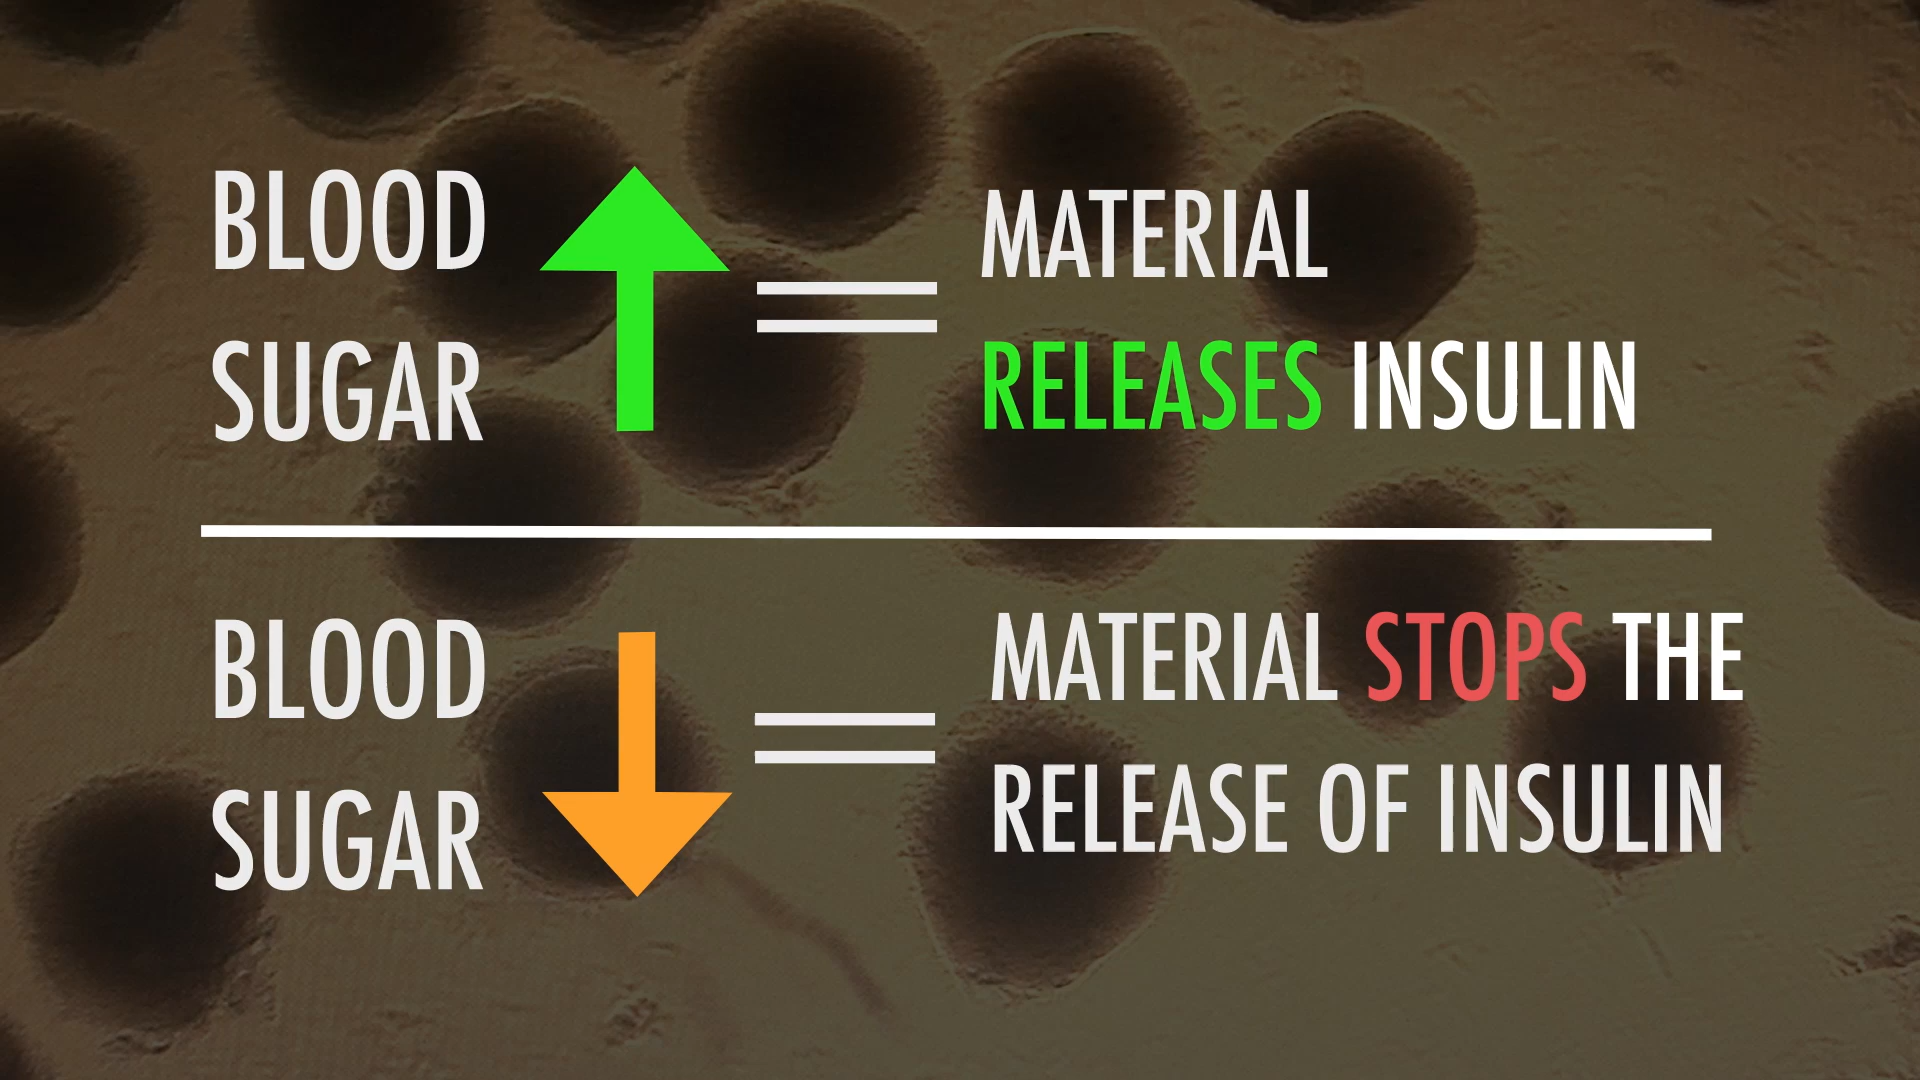 BLOOD
SUGAR
MATERIAL
RELEASES INSULIN
BLOOD
SUGAR
MATERIAL STOPS THE
RELEASE OF INSULIN